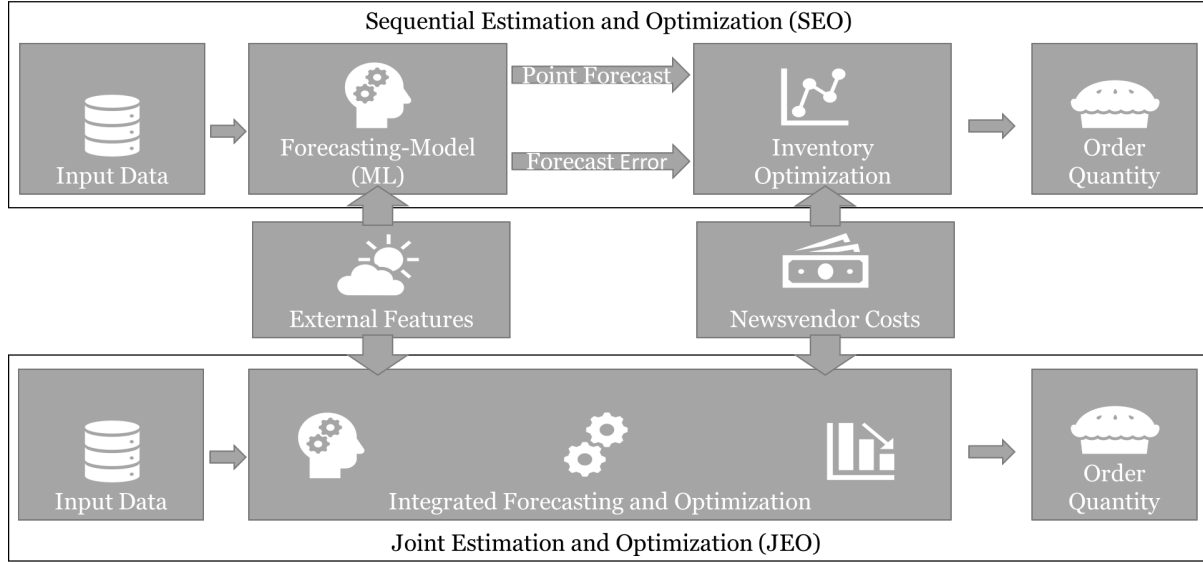 Sequential Estimation and Optimization (SEO)
Input Data
Forecasting-Model
(ML)
Point Forecast
Forecast Error
Inventory
Optimization
Order
Quantity
External Features
Newsvendor Costs
Input Data
Integrated Forecasting and Optimization
Order
Quantity
Joint Estimation and Optimization (JEO)